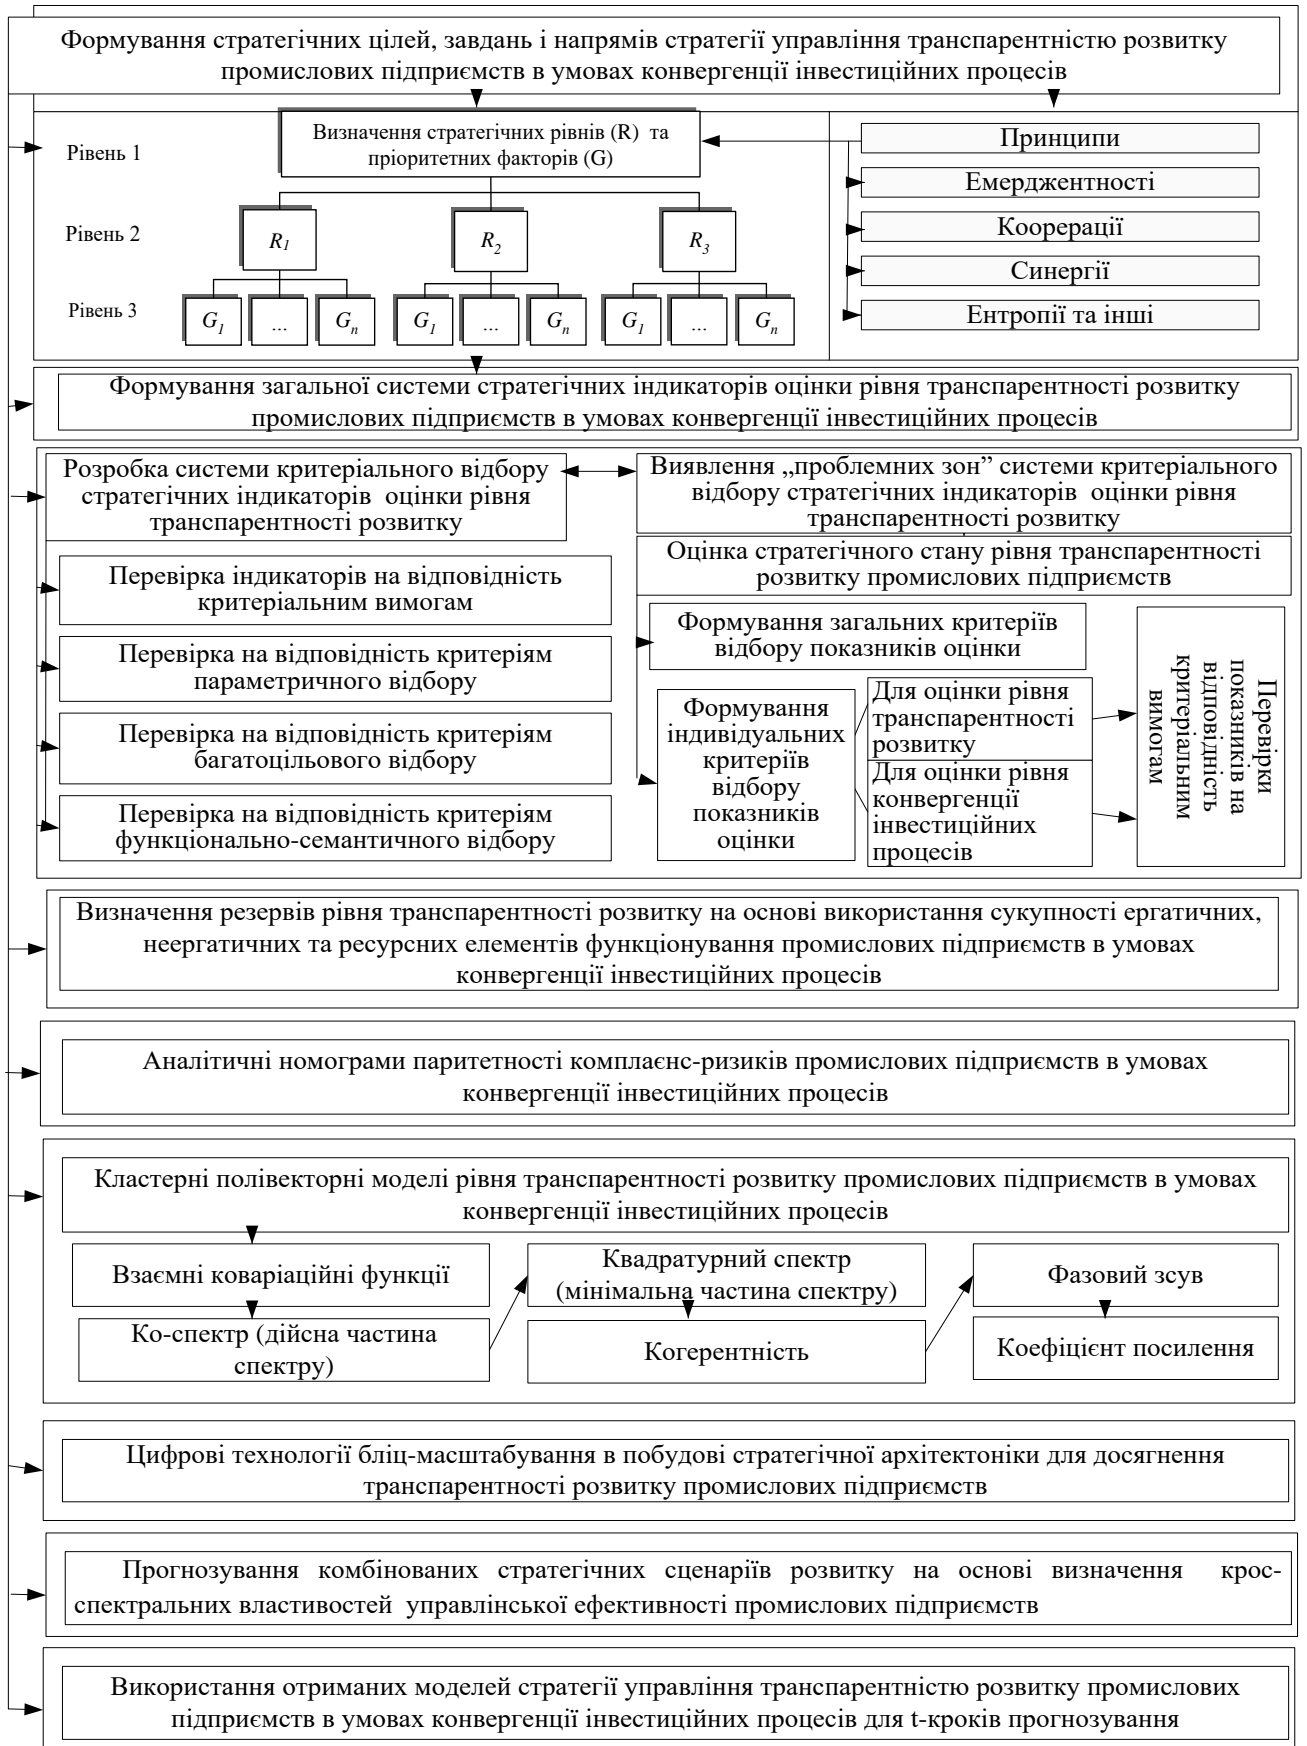 Формування стратегічних цілей, завдань і напрямів стратегії управління транспарентністю розвитку
промислових підприємств в умовах конвергенції інвестиційних процесів
Рівень 1
Визначення стратегічних рівнів (R) та
пріоритетних факторів (G)
Принципи
Емерджентності
Коорерації
Синергії
Ентропії та інші
Рівень 2
R1
R2
R3
Рівень 3
G1
...
Gn
G1
...
Gn
G1
...
Gn
Формування загальної системи стратегічних індикаторів оцінки рівня транспарентності розвитку
промислових підприємств в умовах конвергенції інвестиційних процесів
Розробка системи критеріального відбору
стратегічних індикаторів оцінки рівня
транспарентності розвитку
Перевірка індикаторів на відповідність
критеріальним вимогам
Перевірка на відповідність критеріям
параметричного відбору
Перевірка на відповідність критеріям
багатоцільового відбору
Перевірка на відповідність критеріям
функціонально-семантичного відбору
Виявлення „проблемних зон” системи критеріального
відбору стратегічних індикаторів оцінки рівня
транспарентності розвитку
Оцінка стратегічного стану рівня транспарентності
розвитку промислових підприємств
Формування загальних критеріїв
відбору показників оцінки
Формування
індивідуальних
критеріїв
відбору
показників
оцінки
Для оцінки рівня
транспарентності
розвитку
Для оцінки рівня
конвергенції
інвестиційних
процесів
Перевірки
показників на
відповідність
критеріальним
вимогам
Визначення резервів рівня транспарентності розвитку на основі використання сукупності ергатичних,
неергатичних та ресурсних елементів функціонування промислових підприємств в умовах
конвергенції інвестиційних процесів
Аналітичні номограми паритетності комплаєнс-ризиків промислових підприємств в умовах
конвергенції інвестиційних процесів
Кластерні полівекторні моделі рівня транспарентності розвитку промислових підприємств в умовах
конвергенції інвестиційних процесів
Взаємні коваріаційні функції
Ко-спектр (дійсна частина
спектру)
Квадратурний спектр
(мінімальна частина спектру)
Когерентність
Фазовий зсув
Коефіцієнт посилення
Цифрові технології бліц-масштабування в побудові стратегічної архітектоніки для досягнення
транспарентності розвитку промислових підприємств
Прогнозування комбінованих стратегічних сценаріїв розвитку на основі визначення крос-
спектральних властивостей управлінської ефективності промислових підприємств
Використання отриманих моделей стратегії управління транспарентністю розвитку промислових
підприємств в умовах конвергенції інвестиційних процесів для t-кроків прогнозування